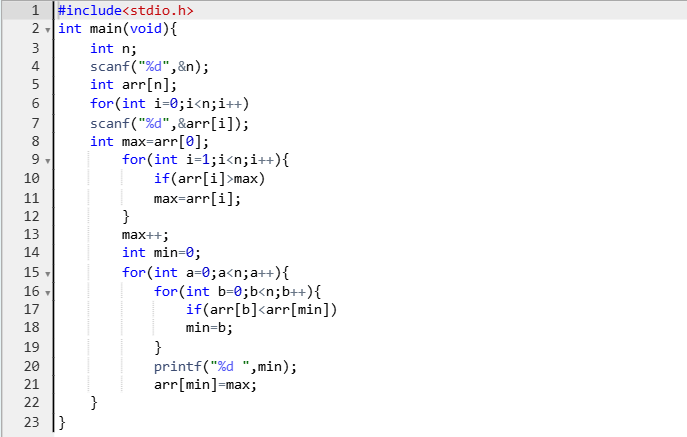 1 #include<stdio.h>
2 int main(void){
3 int n;
4 scanf("%d",&n);
5 int arr[n];
6 for(int i=0;i<n;i++)
7 scanf("%d",&arr[i]);
8 int max=arr[0];
9 for(int i=1;i<n;i++){
10 if(arr[i]>max)
11 max=arr[i];
12 }
13 max++;
14 int min=0;
15 for(int a=0;a<n;a++){
16 for(int b=0;b<n;b++){
17 if(arr[b]<arr[min])
18 min=b;
19 }
20 printf("%d ",min);
21 arr[min]=max;
22 }
23 }